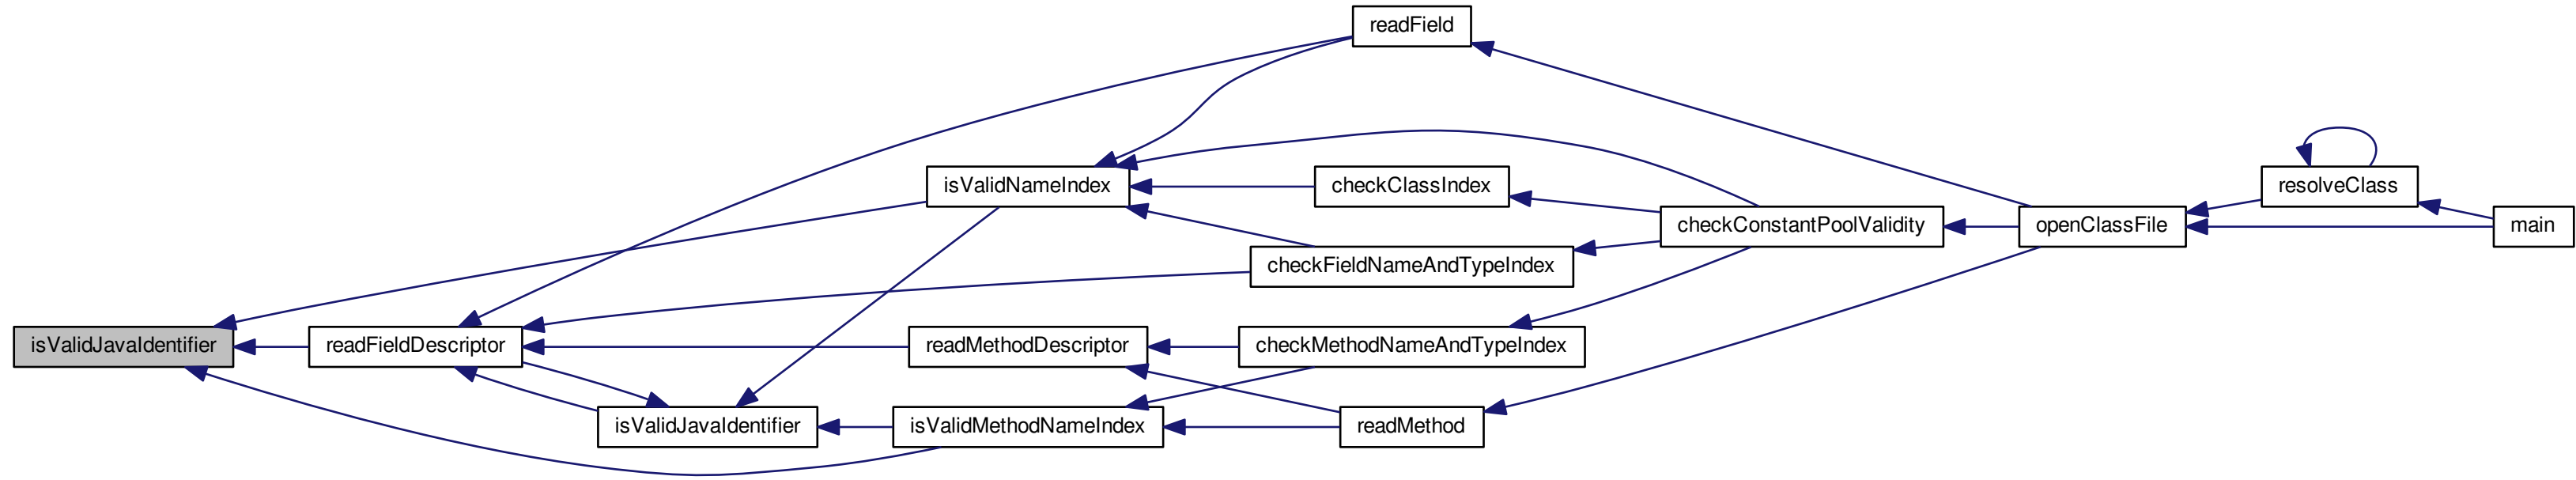 readField
isValidNameIndex
checkClassIndex
resolveClass
checkConstantPoolValidity
openClassFile
main
checkFieldNameAndTypeIndex
isValidJavaIdentifier
readFieldDescriptor
readMethodDescriptor
checkMethodNameAndTypeIndex
isValidJavaIdentifier
isValidMethodNameIndex
readMethod